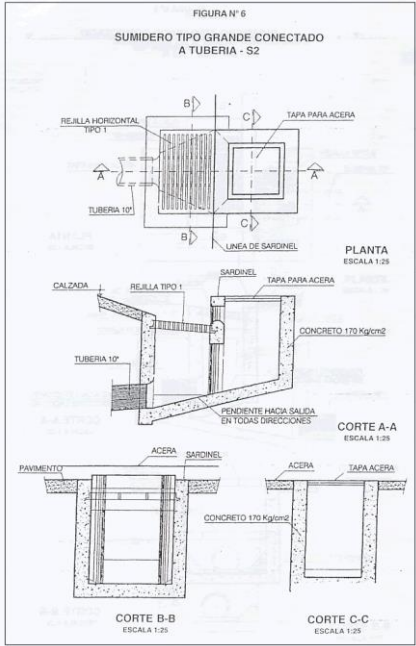 FIGURA N° 6
SUMIDERO TIPO GRANDE CONECTADO
A TUBERIA - S2
B
C
REJILLA HORIZONTAL
TIPO 1
TAPA PARA ACERA
A
A
TUBERIA 10"
B
C
LINEA DE SARDINEL
PLANTA
ESCALA 1:25
SARDINEL
CALZADA
REJILLA TIPO 1
TAPA PARA ACERA
CONCRETO 170 Kg/cm2
TUBERIA 10"
PENDIENTE HACIA SALIDA
EN TODAS DIRECCIONES
CORTE A-A
ESCALA 1:25
ACERA
PAVIMENTO
SARDINEL
ACERA
TAPA ACERA
CONCRETO 170 Kg/cm2
CORTE B-B
ESCALA 1:25
CORTE C-C
ESCALA 1:25